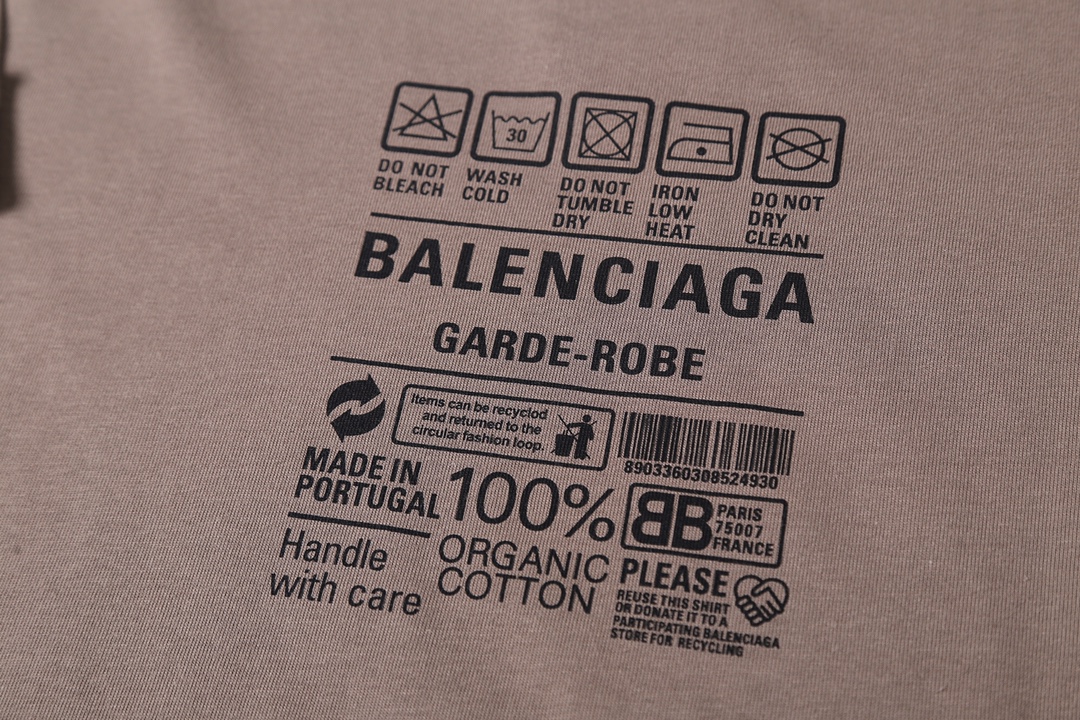 30
DO NOT
BLEACH
WASH
COLD
DO NOT
TUMBLE
DRY
IRON
LOW
HEAT
DO NOT
DRY
CLEAN
BALENCIAGA
GARDE-ROBE
Items can be recyclod
and returned to the
circular fashion loop.
8903360308524930
MADE IN
PORTUGAL
Handle
with care
100%
ORGANIC
COTTON
BB
PARIS
75007
FRANCE
PLEASE
REUSE THIS SHIRT
OR DONATE IT TO A
PARTICIPATING BALENCIAGA
STORE FOR RECYCLING